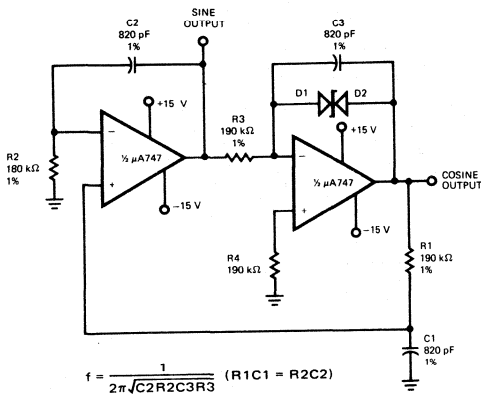 SINE
OUTPUT
C2
820 pF
1%
C3
820 pF
1%
D1
D2
+15 V
R3
190 kΩ
1%
+15 V
R2
180 kΩ
1%
−
+
½ µA747
−
+
½ µA747
COSINE
OUTPUT
−15 V
−15 V
R4
190 kΩ
R1
190 kΩ
1%
C1
820 pF
1%
f = 1 / 2π√C2R2C3R3 (R1C1 = R2C2)